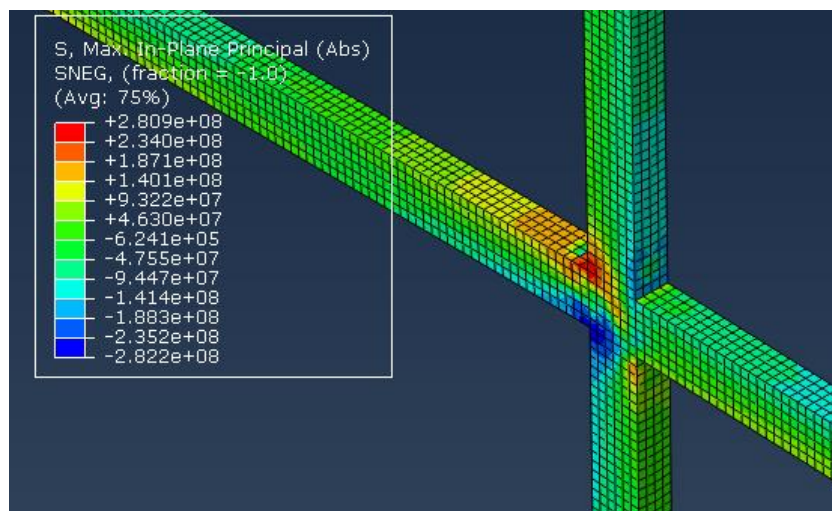 S, Max. In-Plane Principal (Abs)
SNEG, (fraction = -1.0)
(Avg: 75%)
+2.809e+08
+2.340e+08
+1.871e+08
+1.401e+08
+9.322e+07
+4.630e+07
-6.241e+05
-4.755e+07
-9.447e+07
-1.414e+08
-1.883e+08
-2.352e+08
-2.822e+08